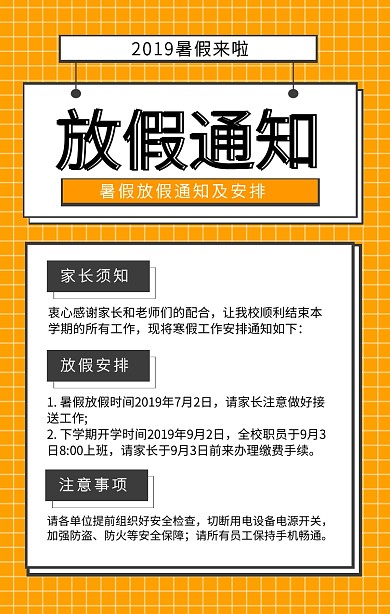 2019暑假来啦
放假通知
暑假放假通知及安排
家长须知
衷心感谢家长和老师们的配合，让我校顺利结束本
学期的所有工作，现将寒假工作安排通知如下：
放假安排
1. 暑假放假时间2019年7月2日，请家长注意做好接
送工作;
2. 下学期开学时间2019年9月2日，全校职员于9月3
日8:00上班，请家长于9月3日前来办理缴费手续。
注意事项
请各单位提前组织好安全检查，切断用电设备电源开关，
加强防盗、防火等安全保障；请所有员工保持手机畅通。